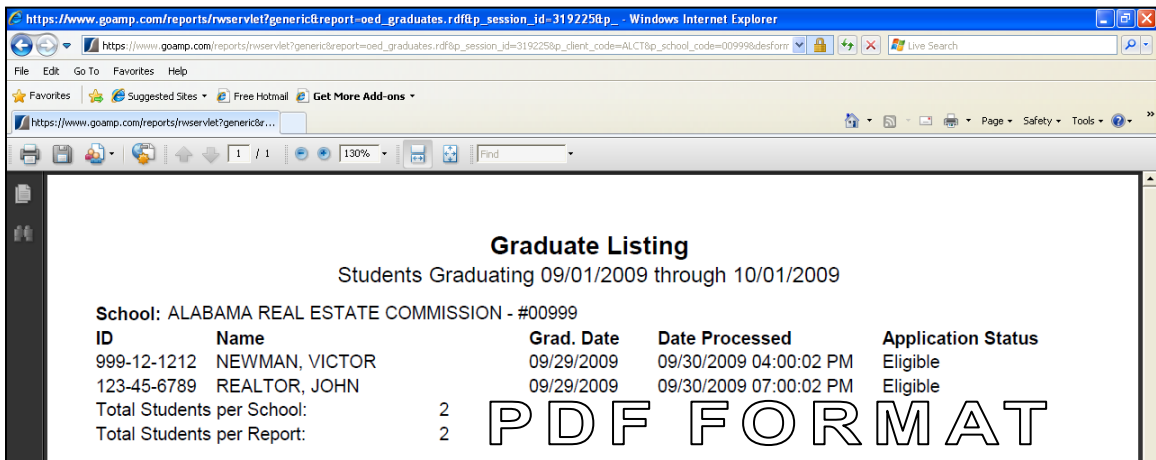 https://www.goamp.com/reports/rwservlet?generic&report=oed_graduates.rdf&p_session_id=319225&p_ - Windows Internet Explorer
https://www.goamp.com/reports/rwservlet?generic&report=oed_graduates.rdf&p_session_id=319225&p_client_code=ALCT&p_school_code=00999&desform Live Search
File Edit Go To Favorites Help
Favorites Suggested Sites Free Hotmail Get More Add-ons
https://www.goamp.com/reports/rwservlet?generic&r... Page Safety Tools »
1 / 1 130% Find
Graduate Listing
Students Graduating 09/01/2009 through 10/01/2009
School: ALABAMA REAL ESTATE COMMISSION - #00999
ID Name Grad. Date Date Processed Application Status
999-12-1212 NEWMAN, VICTOR 09/29/2009 09/30/2009 04:00:02 PM Eligible
123-45-6789 REALTOR, JOHN 09/29/2009 09/30/2009 07:00:02 PM Eligible
Total Students per School: 2
Total Students per Report: 2
PDF FORMAT